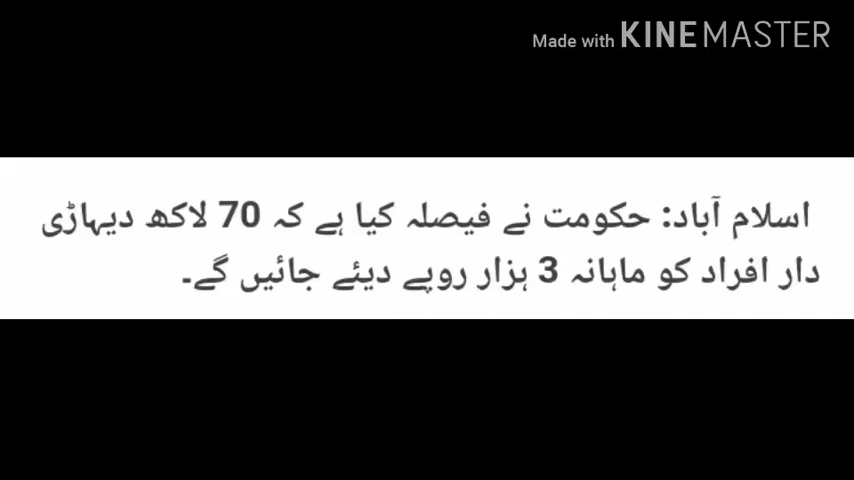 Made with KINEMASTER
اسلام آباد: حکومت نے فیصلہ کیا ہے کہ 70 لاکھ دیہاڑی
دار افراد کو ماہانہ 3 ہزار روپے دیئے جائیں گے۔